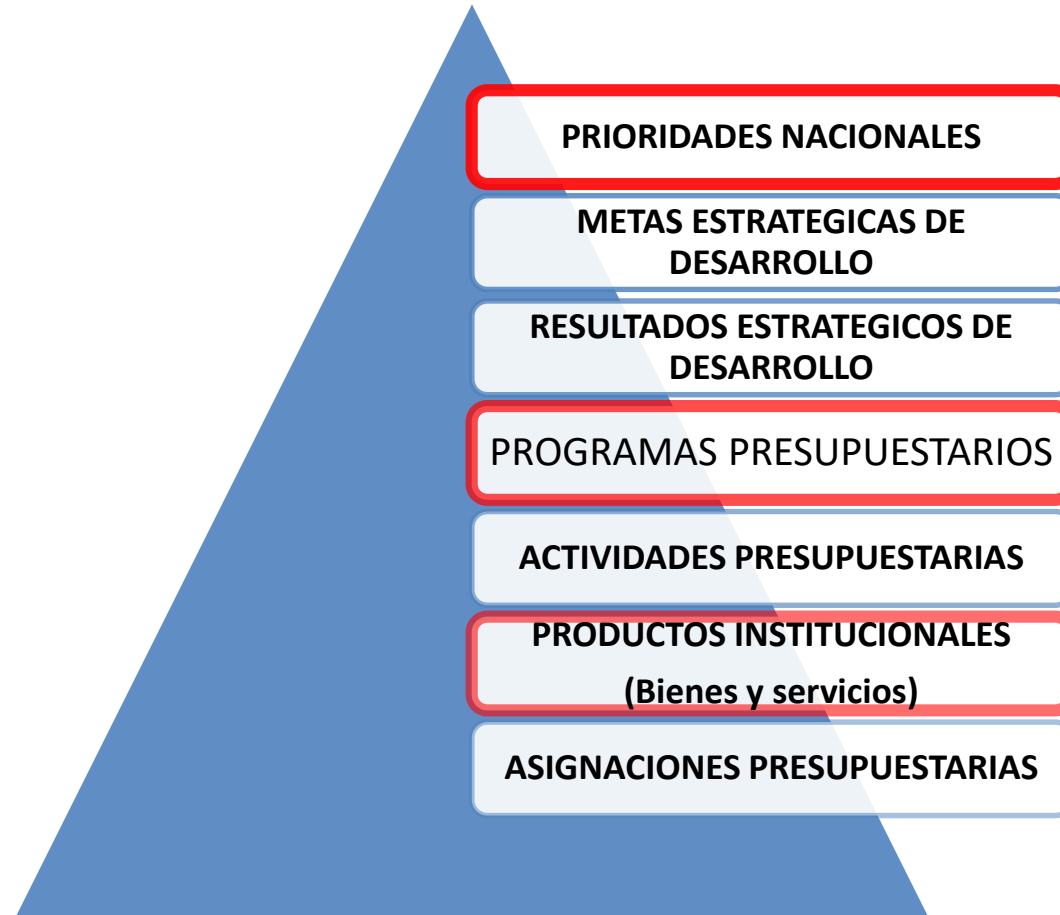 PRIORIDADES NACIONALES
METAS ESTRATEGICAS DE
DESARROLLO
RESULTADOS ESTRATEGICOS DE
DESARROLLO
PROGRAMAS PRESUPUESTARIOS
ACTIVIDADES PRESUPUESTARIAS
PRODUCTOS INSTITUCIONALES
(Bienes y servicios)
ASIGNACIONES PRESUPUESTARIAS